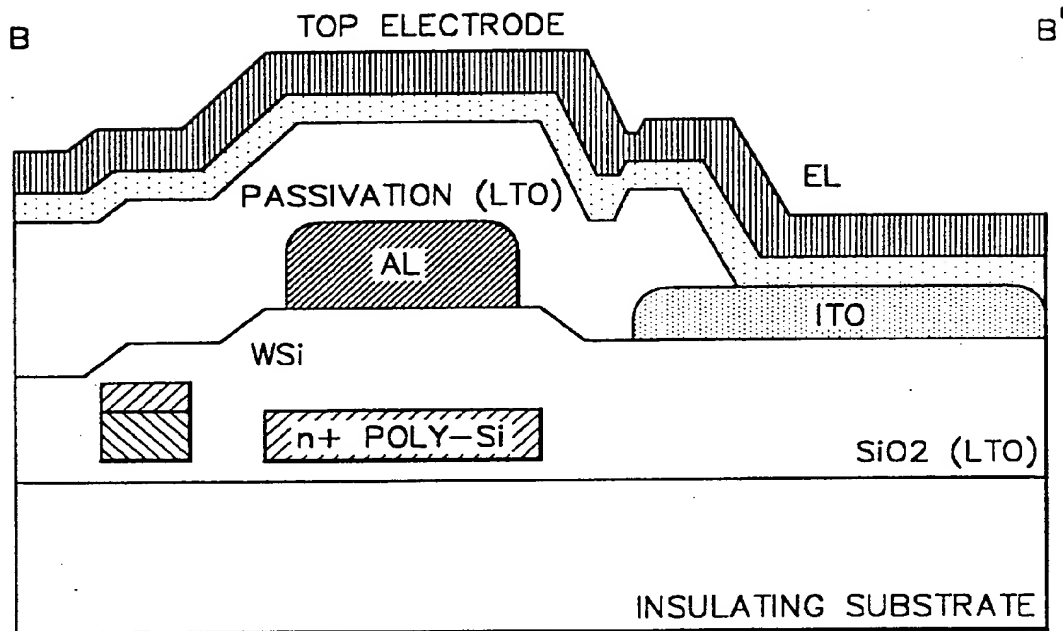 B
TOP ELECTRODE
B'
EL
PASSIVATION (LTO)
AL
ITO
WSi
n+ POLY-Si
SiO2 (LTO)
INSULATING SUBSTRATE